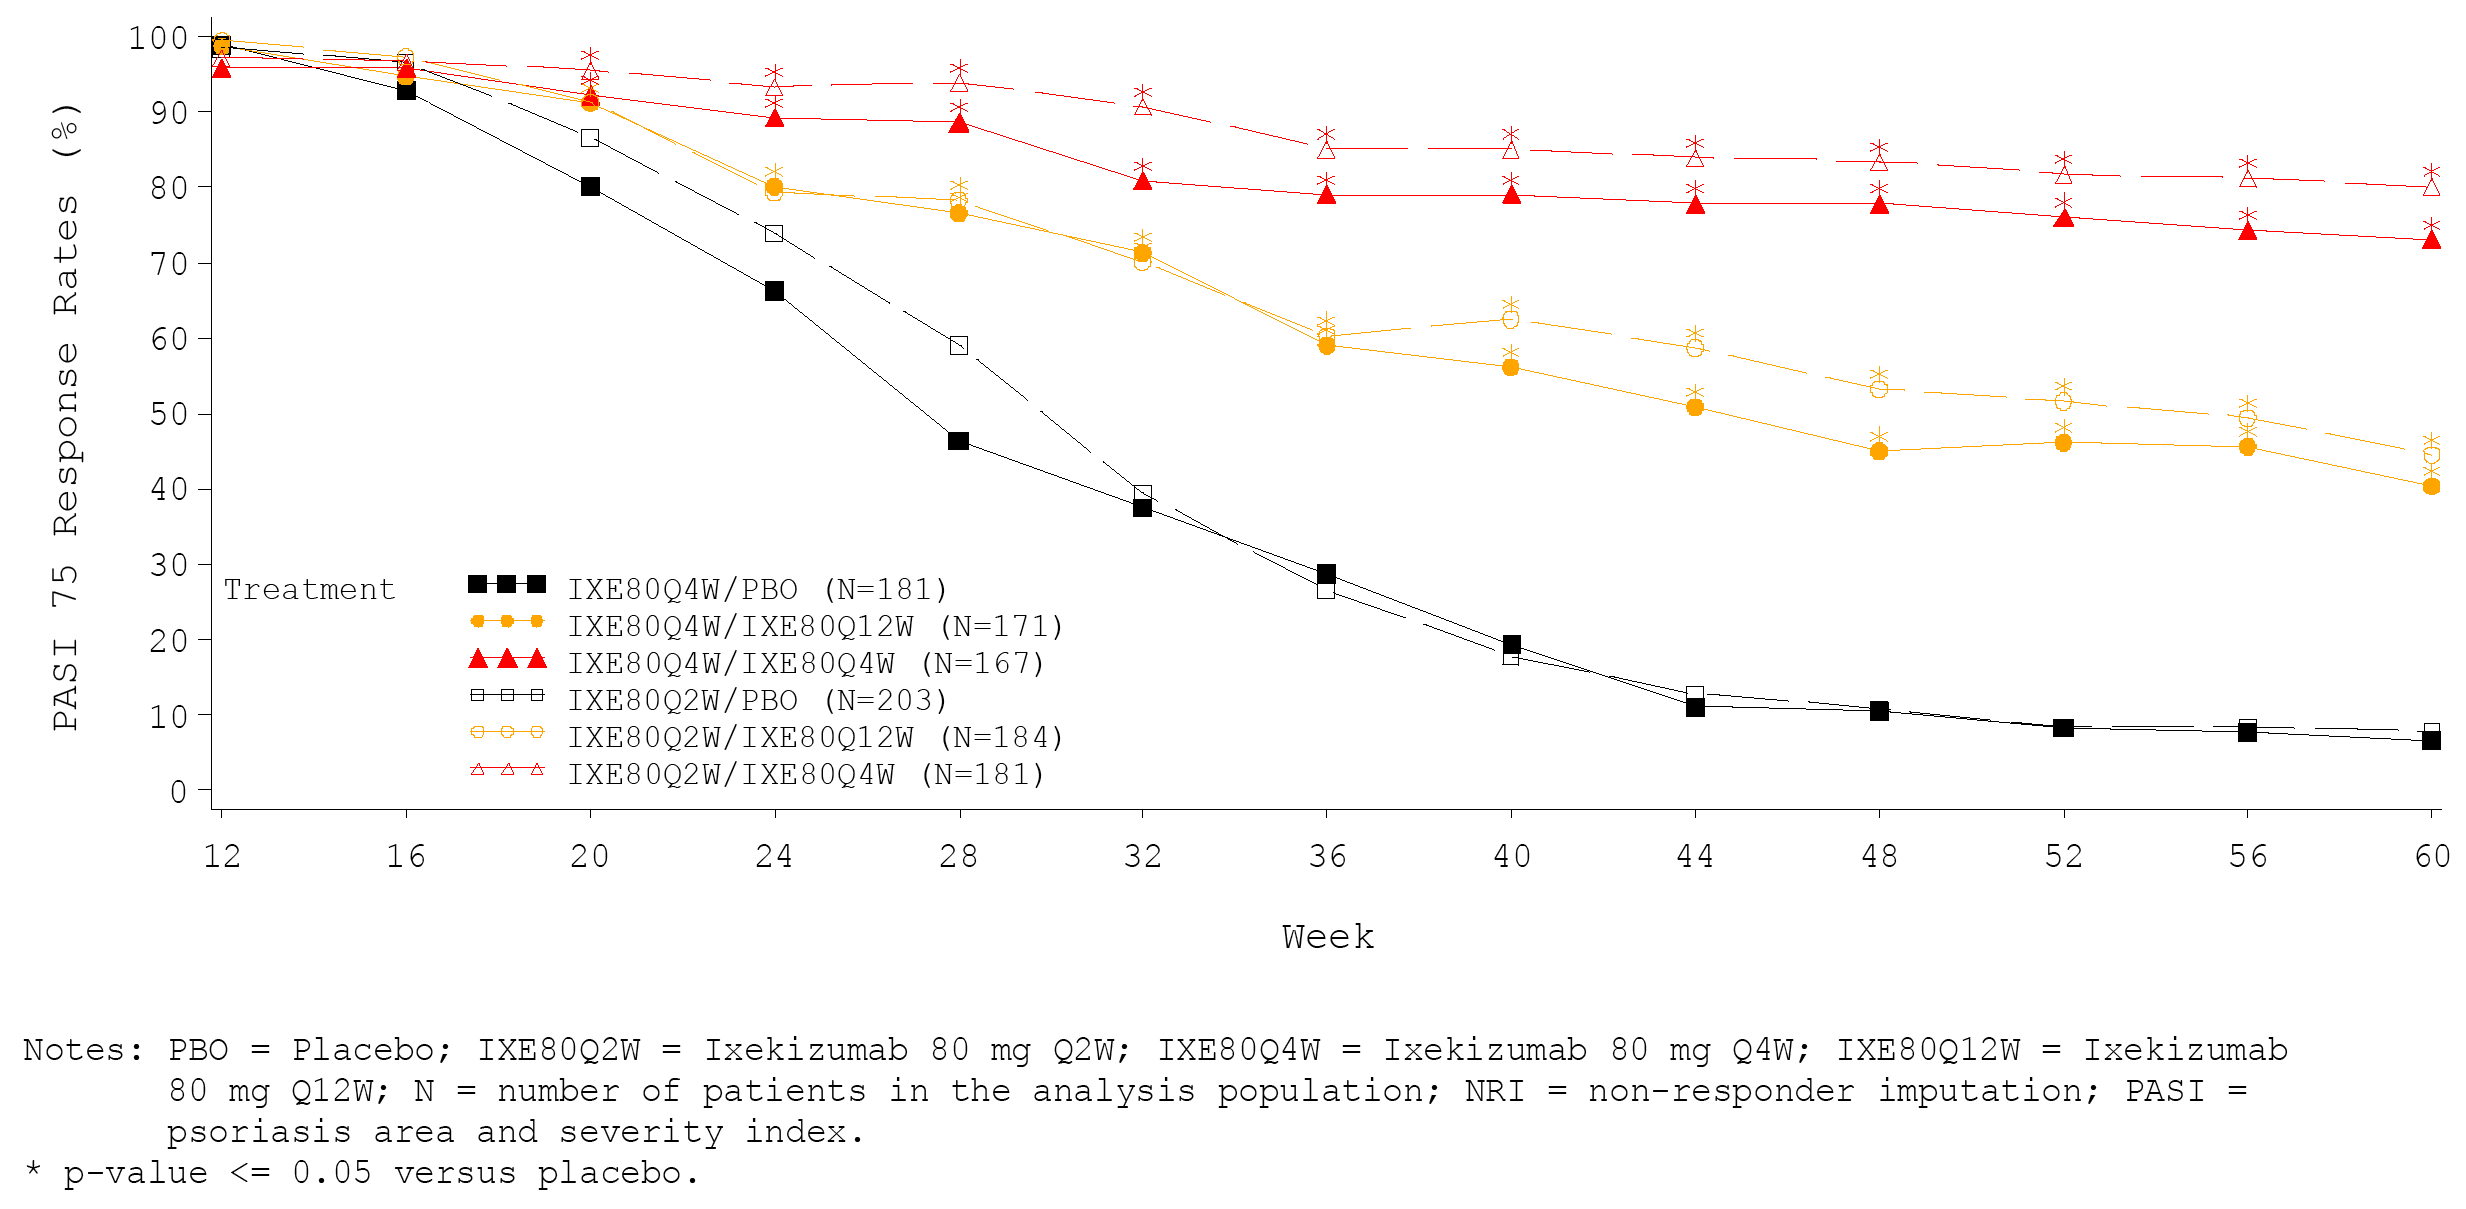 PASI 75 Response Rates (%)
100
90
80
70
60
50
40
30
20
10
0
Treatment
IXE80Q4W/PBO (N=181)
IXE80Q4W/IXE80Q12W (N=171)
IXE80Q4W/IXE80Q4W (N=167)
IXE80Q2W/PBO (N=203)
IXE80Q2W/IXE80Q12W (N=184)
IXE80Q2W/IXE80Q4W (N=181)
12 16 20 24 28 32 36 40 44 48 52 56 60
Week
Notes: PBO = Placebo; IXE80Q2W = Ixekizumab 80 mg Q2W; IXE80Q4W = Ixekizumab 80 mg Q4W; IXE80Q12W = Ixekizumab
80 mg Q12W; N = number of patients in the analysis population; NRI = non-responder imputation; PASI =
psoriasis area and severity index.
* p-value <= 0.05 versus placebo.